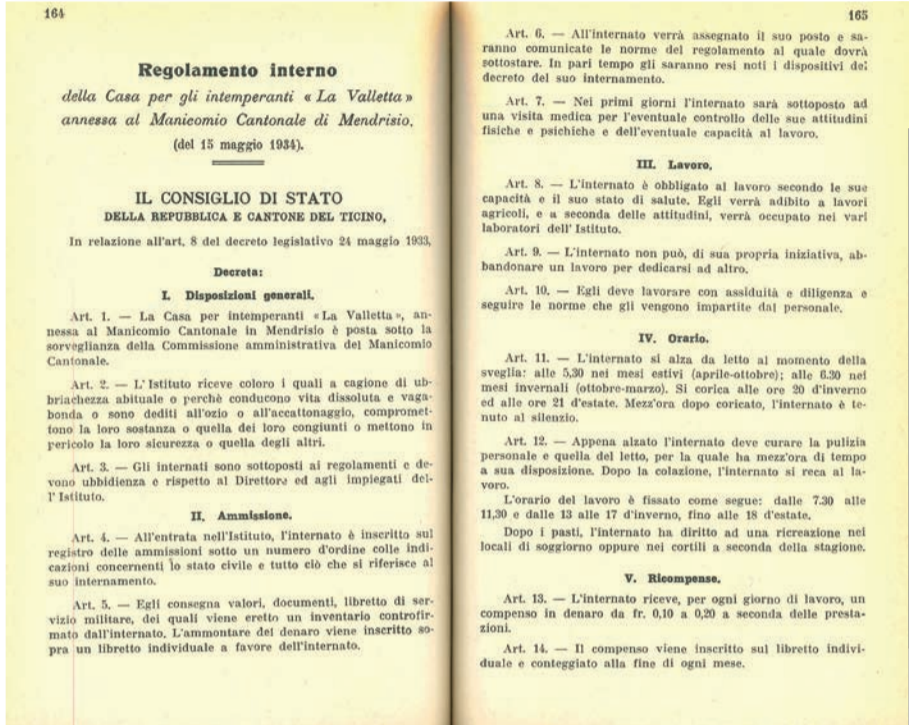 164
Regolamento interno
della Casa per gli intemperanti « La Valletta »
annessa al Manicomio Cantonale di Mendrisio,
(del 15 maggio 1934).
IL CONSIGLIO DI STATO
DELLA REPUBBLICA E CANTONE DEL TICINO,
In relazione all'art. 8 del decreto legislativo 24 maggio 1933,
Decreta:
I. Disposizioni generali.
Art. 1. — La Casa per intemperanti « La Valletta », an-
nessa al Manicomio Cantonale in Mendrisio è posta sotto la
sorveglianza della Commissione amministrativa del Manicomio
Cantonale.
Art. 2. — L' Istituto riceve coloro i quali a cagione di ub-
briachezza abituale o perchè conducono vita dissoluta e vaga-
bonda o sono dediti all'ozio o all'accattonaggio, compromet-
tono la loro sostanza o quella dei loro congiunti o mettono in
pericolo la loro sicurezza o quella degli altri.
Art. 3. — Gli internati sono sottoposti ai regolamenti e de-
vono ubbidienza e rispetto al Direttore ed agli impiegati del-
l' Istituto.
II. Ammissione.
Art. 4. — All'entrata nell'Istituto, l'internato è inscritto sul
registro delle ammissioni sotto un numero d'ordine colle indi-
cazioni concernenti lo stato civile e tutto ciò che si riferisce al
suo internamento.
Art. 5. — Egli consegna valori, documenti, libretto di ser-
vizio militare, dei quali viene eretto un inventario controfir-
mato dall'internato. L'ammontare del denaro viene inscritto so-
pra un libretto individuale a favore dell'internato.
165
Art. 6. — All'internato verrà assegnato il suo posto e sa-
ranno comunicate le norme del regolamento al quale dovrà
sottostare. In pari tempo gli saranno resi noti i dispositivi del
decreto del suo internamento.
Art. 7. — Nei primi giorni l'internato sarà sottoposto ad
una visita medica per l'eventuale controllo delle sue attitudini
fisiche e psichiche e dell'eventuale capacità al lavoro.
III. Lavoro.
Art. 8. — L'internato è obbligato al lavoro secondo le sue
capacità e il suo stato di salute. Egli verrà adibito a lavori
agricoli, e a seconda delle attitudini, verrà occupato nei vari
laboratori dell' Istituto.
Art. 9. — L'internato non può, di sua propria iniziativa, ab-
bandonare un lavoro per dedicarsi ad altro.
Art. 10. — Egli deve lavorare con assiduità e diligenza e
seguire le norme che gli vengono impartite dal personale.
IV. Orario.
Art. 11. — L'internato si alza da letto al momento della
sveglia: alle 5,30 nei mesi estivi (aprile-ottobre); alle 6.30 nei
mesi invernali (ottobre-marzo). Si corica alle ore 20 d'inverno
ed alle ore 21 d'estate. Mezz'ora dopo coricato, l'internato è te-
nuto al silenzio.
Art. 12. — Appena alzato l'internato deve curare la pulizia
personale e quella del letto, per la quale ha mezz'ora di tempo
a sua disposizione. Dopo la colazione, l'internato si reca al la-
voro.
L'orario del lavoro è fissato come segue: dalle 7.30 alle
11,30 e dalle 13 alle 17 d'inverno, fino alle 18 d'estate.
Dopo i pasti, l'internato ha diritto ad una ricreazione nei
locali di soggiorno oppure nei cortili a seconda della stagione.
V. Ricompense.
Art. 13. — L'internato riceve, per ogni giorno di lavoro, un
compenso in denaro da fr. 0,10 a 0,20 a seconda delle presta-
zioni.
Art. 14. — Il compenso viene inscritto sul libretto indivi-
duale e conteggiato alla fine di ogni mese.